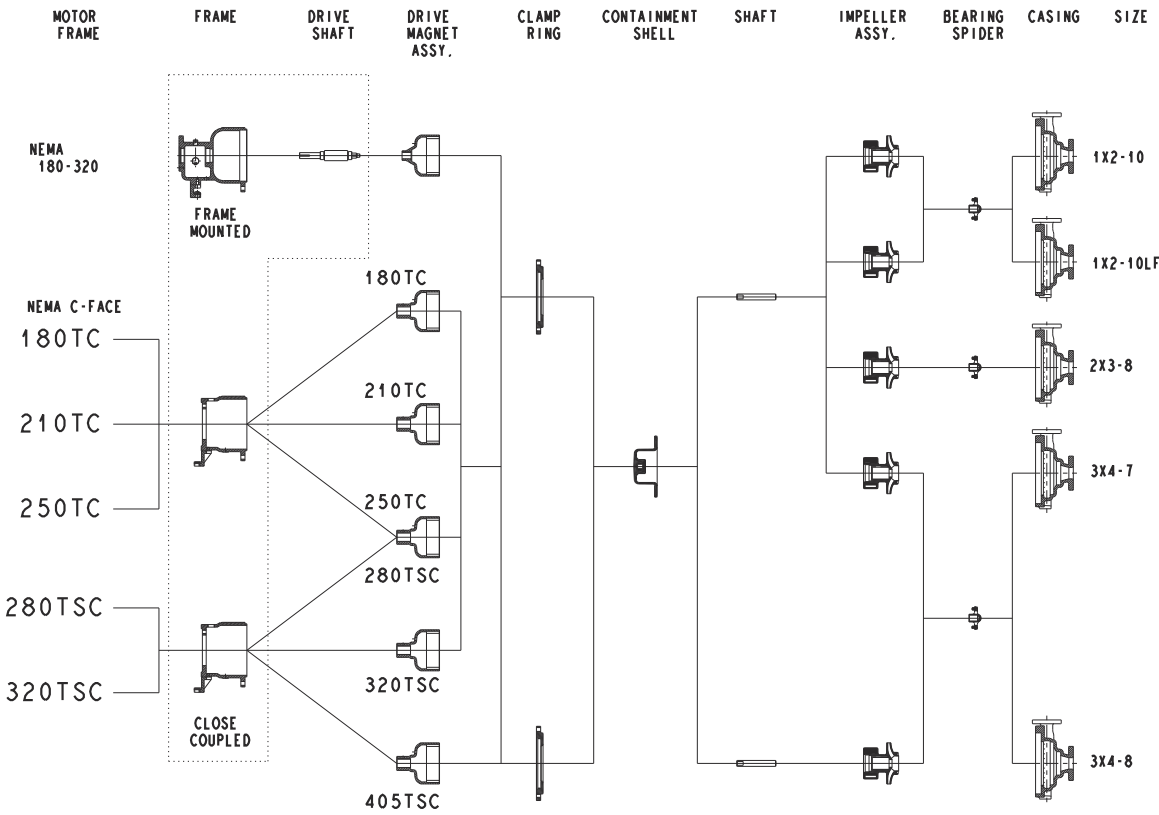 MOTOR
FRAME
FRAME
DRIVE
SHAFT
DRIVE
MAGNET
ASSY.
CLAMP
RING
CONTAINMENT
SHELL
SHAFT
IMPELLER
ASSY.
BEARING
SPIDER
CASING
SIZE
NEMA
180-320
FRAME
MOUNTED
1X2-10
1X2-10LF
NEMA C-FACE
180TC
180TC
2X3-8
210TC
210TC
3X4-7
250TC
250TC
280TSC
280TSC
320TSC
320TSC
CLOSE
COUPLED
405TSC
3X4-8